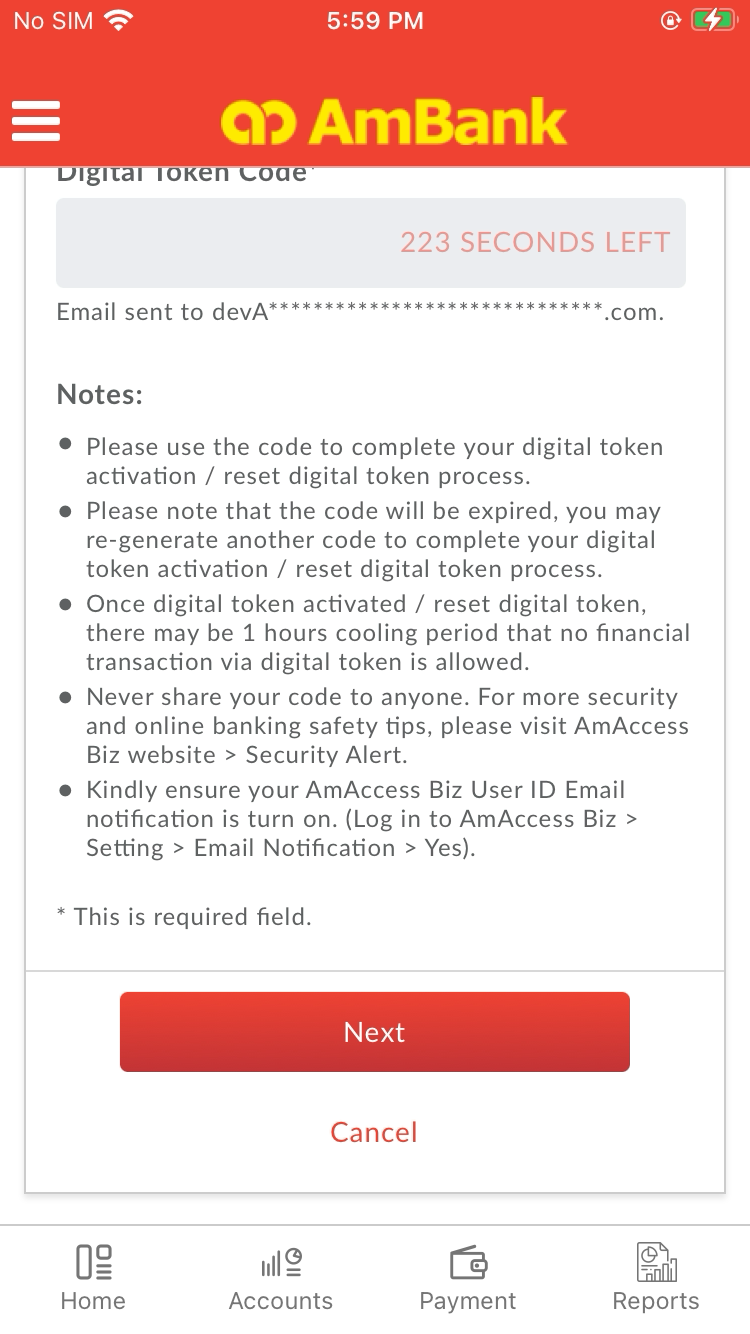 No SIM 5:59 PM
AmBank
Digital Token Code*
223 SECONDS LEFT
Email sent to devA******************************.com.
Notes:
• Please use the code to complete your digital token
activation / reset digital token process.
• Please note that the code will be expired, you may
re-generate another code to complete your digital
token activation / reset digital token process.
• Once digital token activated / reset digital token,
there may be 1 hours cooling period that no financial
transaction via digital token is allowed.
• Never share your code to anyone. For more security
and online banking safety tips, please visit AmAccess
Biz website > Security Alert.
• Kindly ensure your AmAccess Biz User ID Email
notification is turn on. (Log in to AmAccess Biz >
Setting > Email Notification > Yes).
* This is required field.
Next
Cancel
Home Accounts Payment Reports